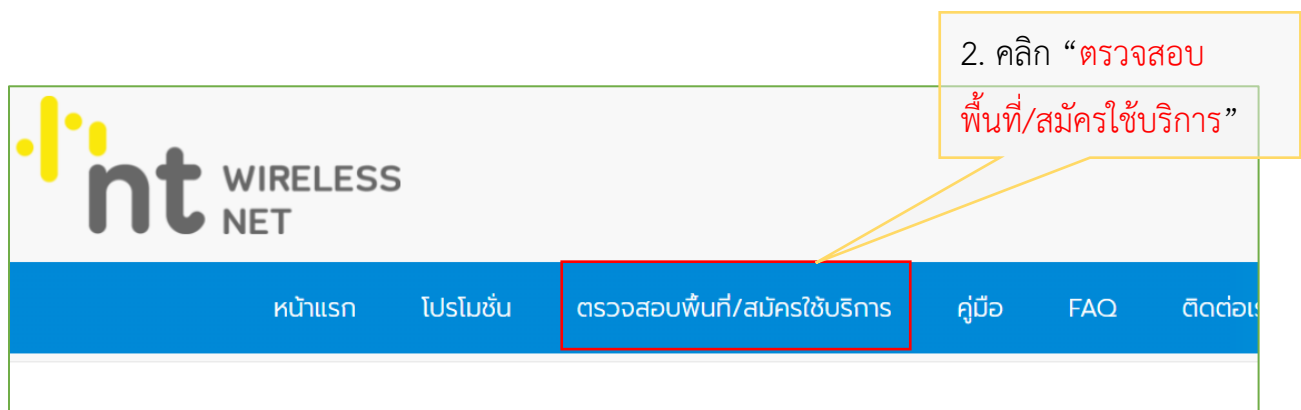 2. คลิก “ตรวจสอบ
พื้นที่/สมัครใช้บริการ”
nt WIRELESS
NET
หน้าแรก โปรโมชั่น ตรวจสอบพื้นที่/สมัครใช้บริการ คู่มือ FAQ